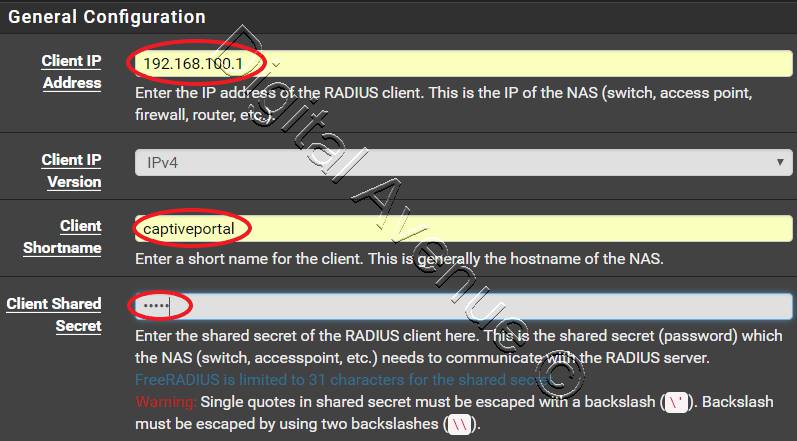 General Configuration
Client IP
Address
192.168.100.1
Enter the IP address of the RADIUS client. This is the IP of the NAS (switch, access point,
firewall, router, etc.).
Client IP
Version
IPv4
Client
Shortname
captiveportal
Enter a short name for the client. This is generally the hostname of the NAS.
Client Shared
Secret
•••••
Enter the shared secret of the RADIUS client here. This is the shared secret (password) which
the NAS (switch, accesspoint, etc.) needs to communicate with the RADIUS server.
FreeRADIUS is limited to 31 characters for the shared secret.
Warning: Single quotes in shared secret must be escaped with a backslash (\'). Backslash
must be escaped by using two backslashes (\\).
Digital Avenue ©